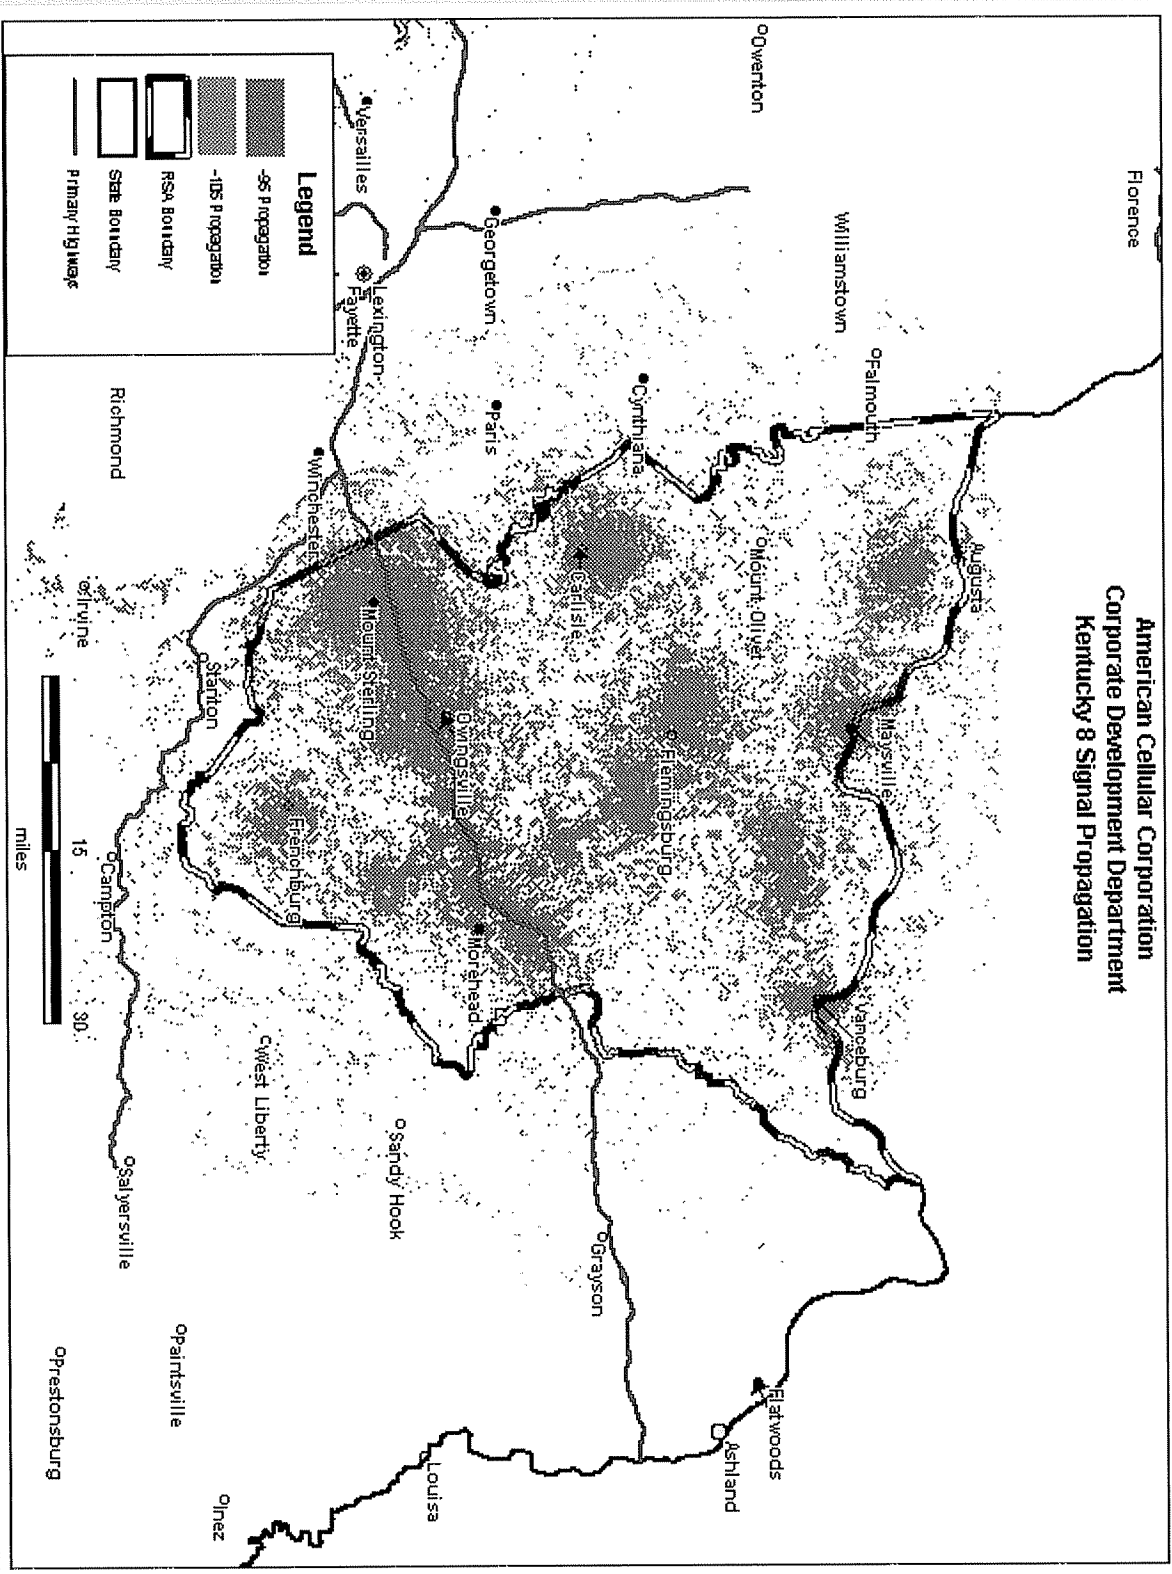 American Cellular Corporation
Corporate Development Department
Kentucky 8 Signal Propagation
Florence
Owenton
Williamstown
Falmouth
Augusta
Maysville
Vanceburg
Flatwoods
Ashland
Mount Olivet
Cynthiana
Georgetown
Paris
Carlisle
Flemingsburg
Grayson
Versailles
Lexington-
Fayette
Owingsville
Mount Sterling
Morehead
Winchester
Sandy Hook
Louisa
Frenchburg
West Liberty
Stanton
Richmond
Irvine
Campton
Salyersville
Paintsville
Prestonsburg
Inez
Legend
-95 Propagation
-105 Propagation
RSA Boundary
State Boundary
Primary Highways
15
30
miles